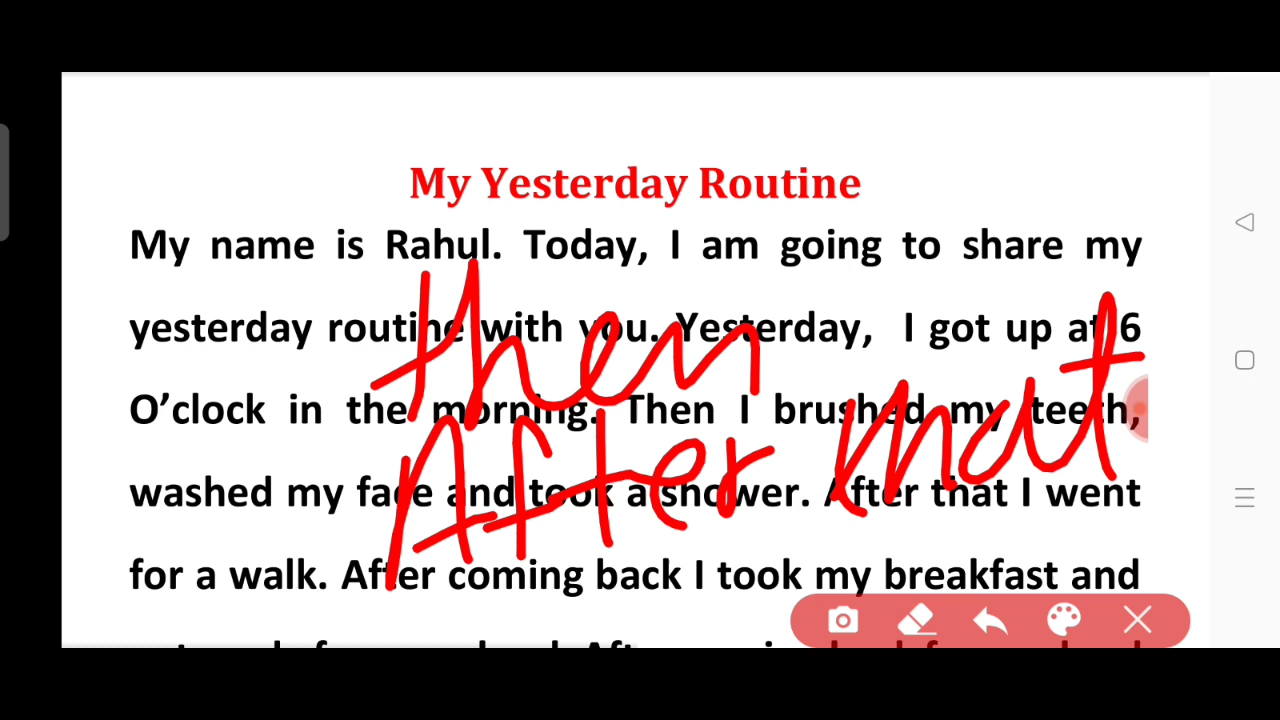 My Yesterday Routine
My name is Rahul. Today, I am going to share my
yesterday routine with you. Yesterday, I got up at 6
O’clock in the morning. Then I brushed my teeth,
washed my face and took a shower. After that I went
for a walk. After coming back I took my breakfast and
then
After that